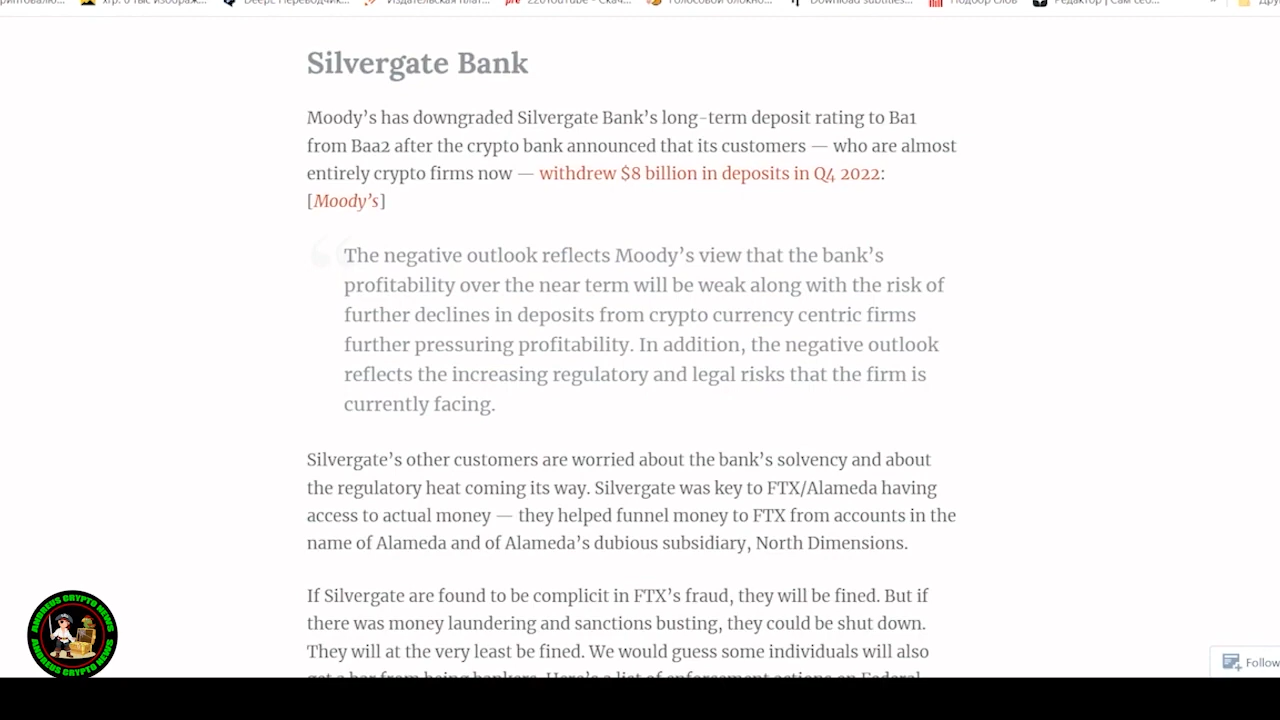 Silvergate Bank
Moody's has downgraded Silvergate Bank's long-term deposit rating to Ba1
from Baa2 after the crypto bank announced that its customers — who are almost
entirely crypto firms now — withdrew $8 billion in deposits in Q4 2022:
[Moody's]
The negative outlook reflects Moody's view that the bank's
profitability over the near term will be weak along with the risk of
further declines in deposits from crypto currency centric firms
further pressuring profitability. In addition, the negative outlook
reflects the increasing regulatory and legal risks that the firm is
currently facing.
Silvergate's other customers are worried about the bank's solvency and about
the regulatory heat coming its way. Silvergate was key to FTX/Alameda having
access to actual money — they helped funnel money to FTX from accounts in the
name of Alameda and of Alameda's dubious subsidiary, North Dimensions.
If Silvergate are found to be complicit in FTX's fraud, they will be fined. But if
there was money laundering and sanctions busting, they could be shut down.
They will at the very least be fined. We would guess some individuals will also
Follow
ANDREUS CRYPTO NEWS
ANDREUS CRYPTO NEWS